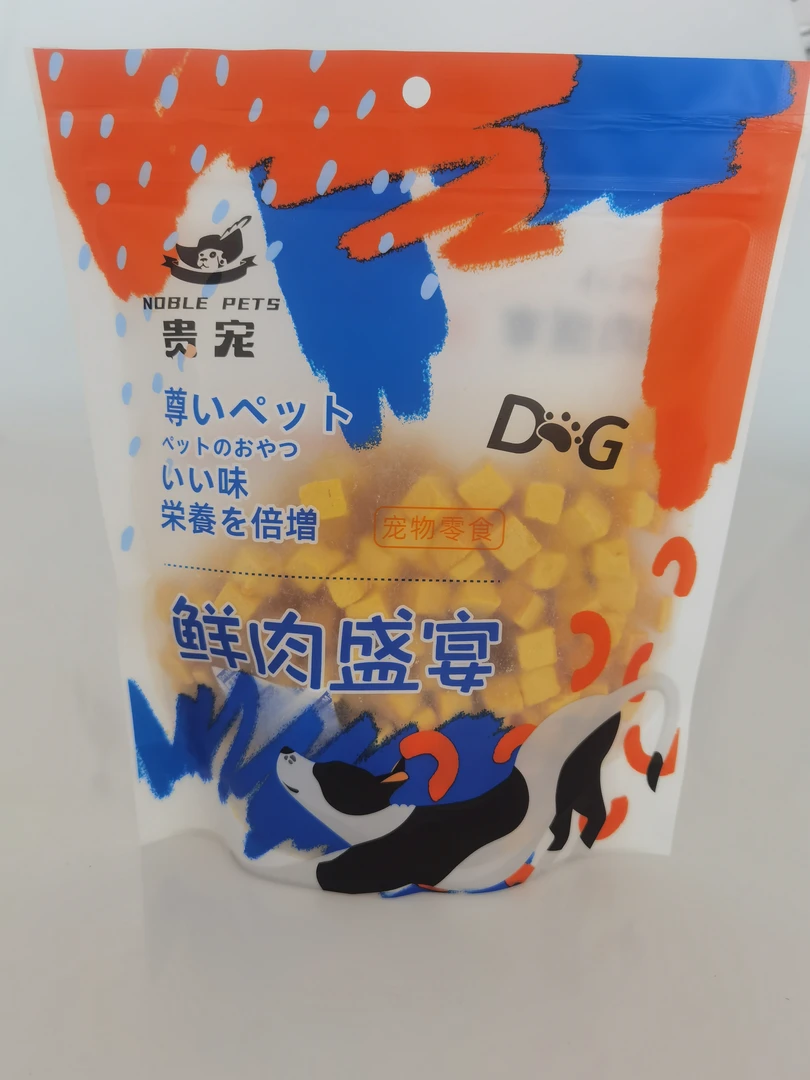 NOBLE PETS
贵宠
尊いペット
ペットのおやつ
いい味
栄養を倍増
DOG
宠物零食
鲜肉盛宴